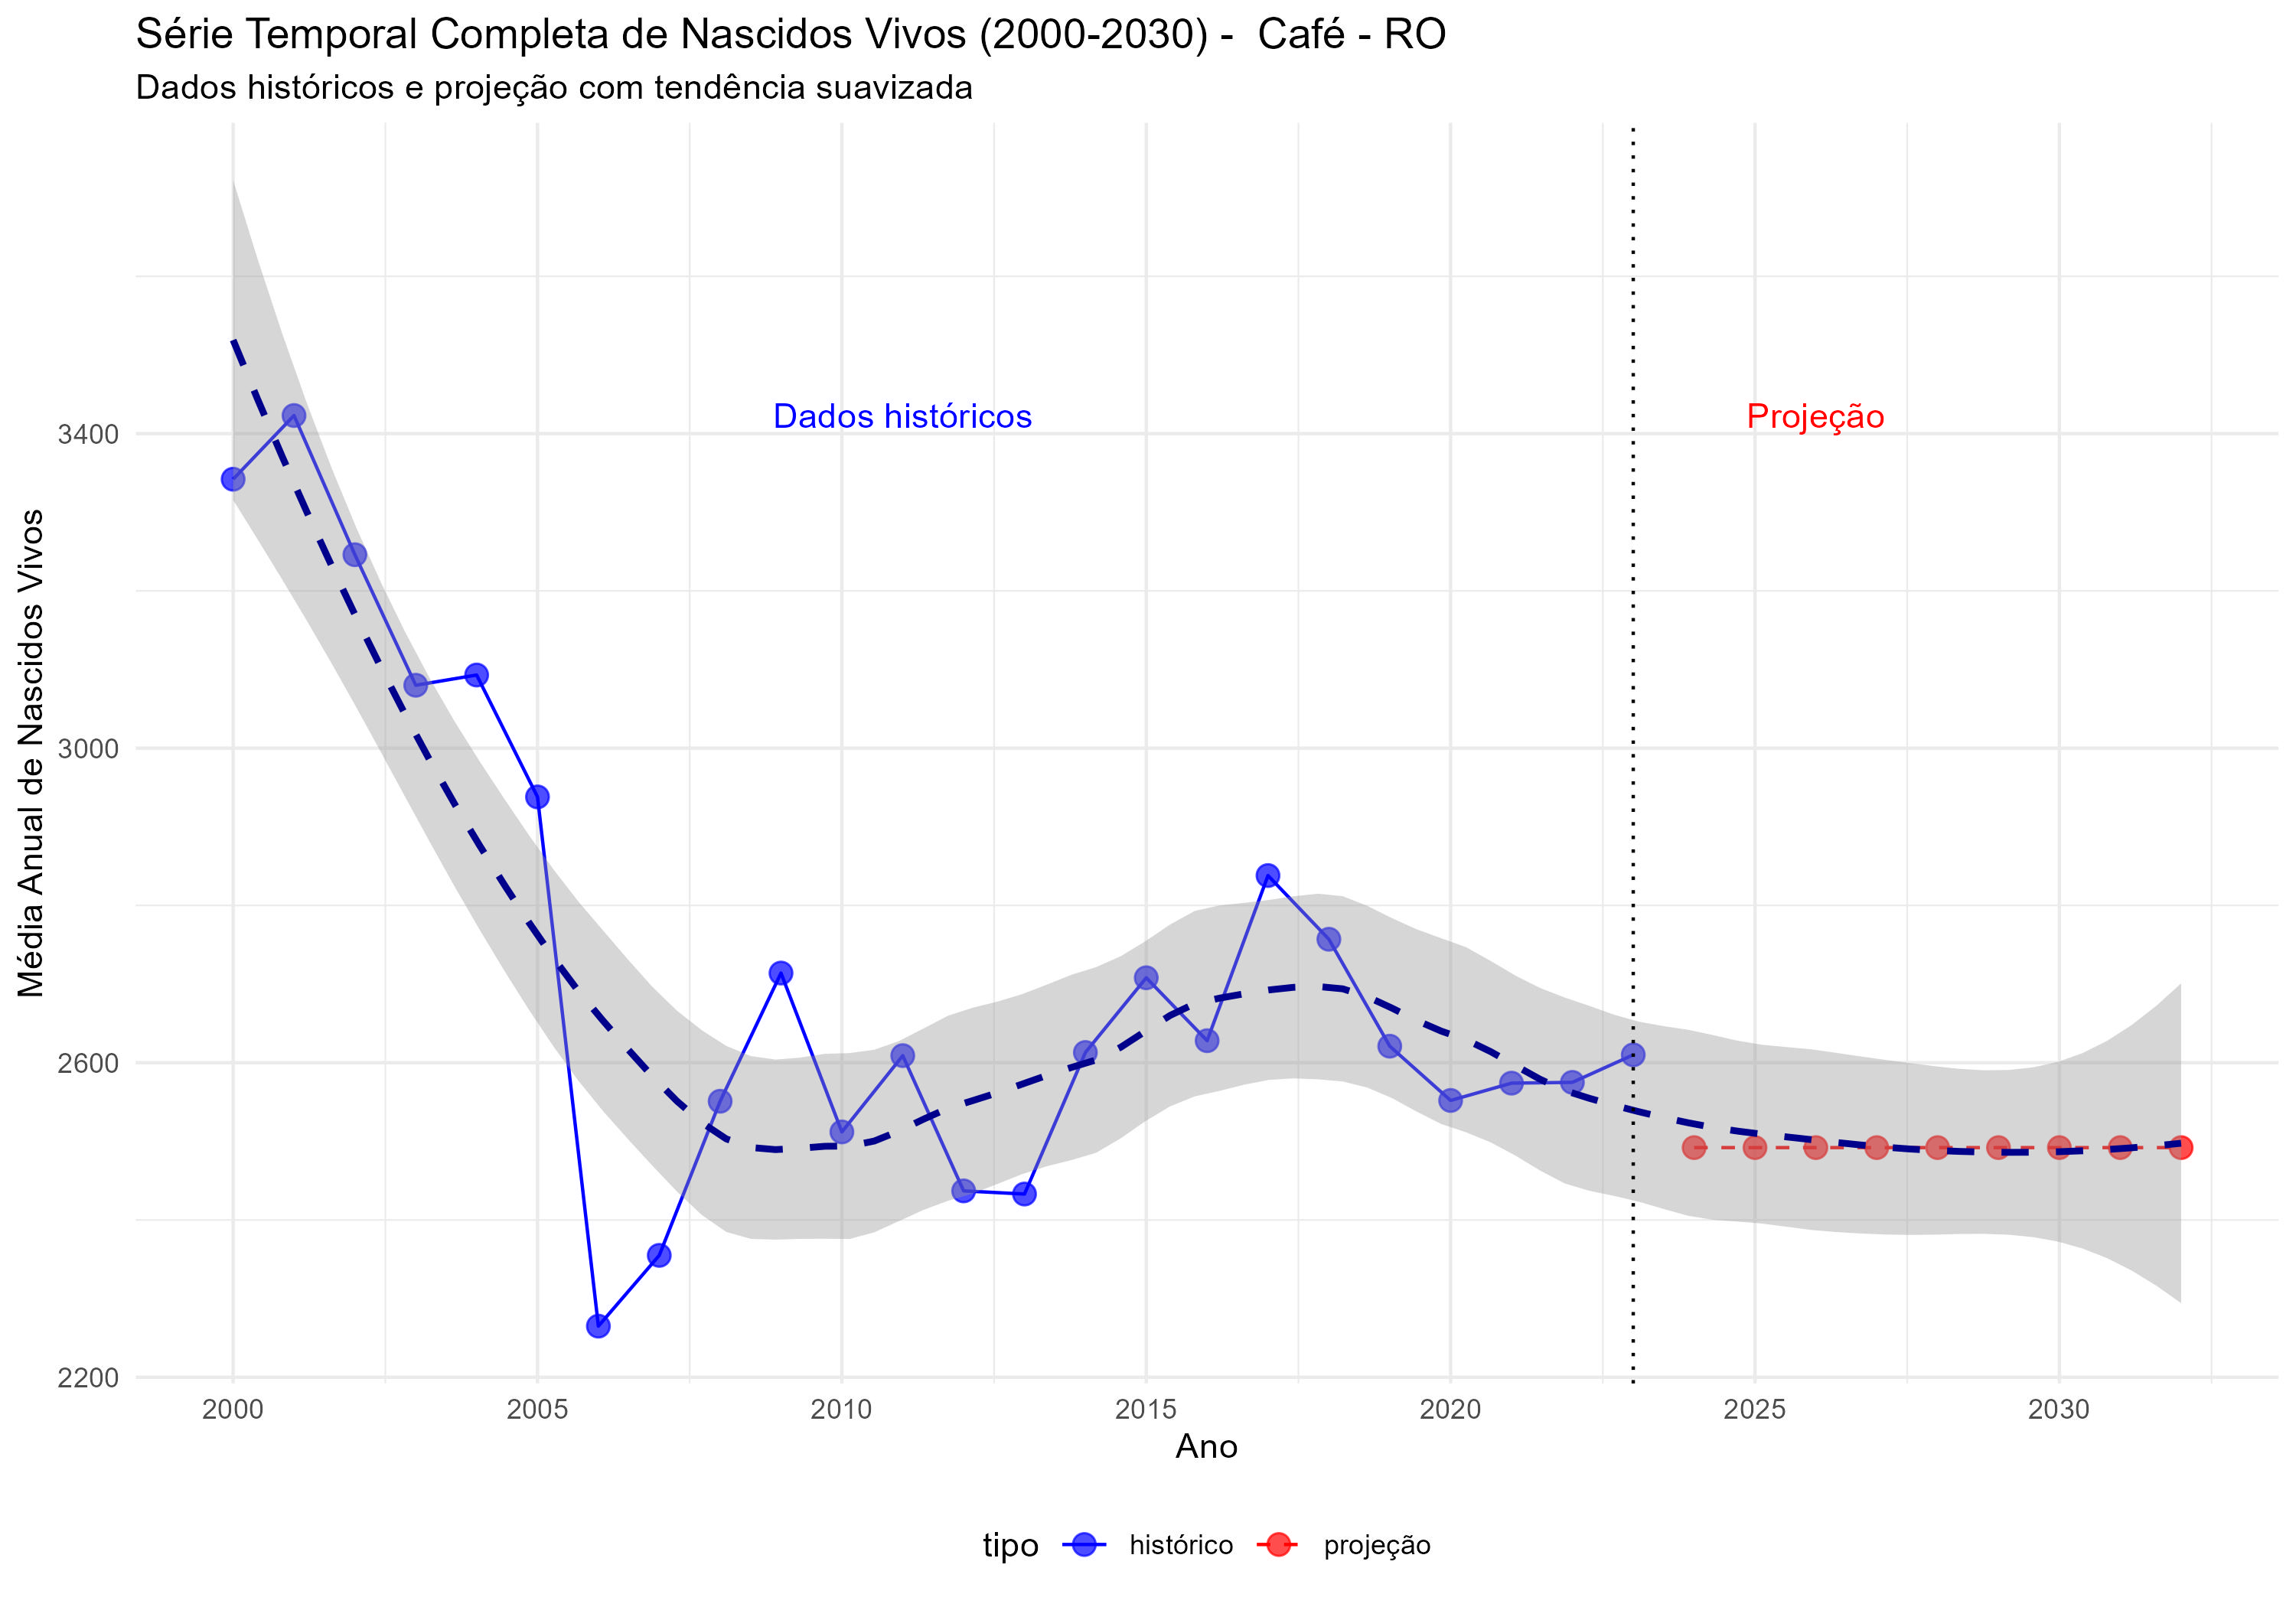 Série Temporal Completa de Nascidos Vivos (2000-2030) -  Café - RO
Dados históricos e projeção com tendência suavizada
Média Anual de Nascidos Vivos
3400
3000
2600
2200
Dados históricos
Projeção
2000
2005
2010
2015
2020
2025
2030
Ano
tipo
histórico
projeção